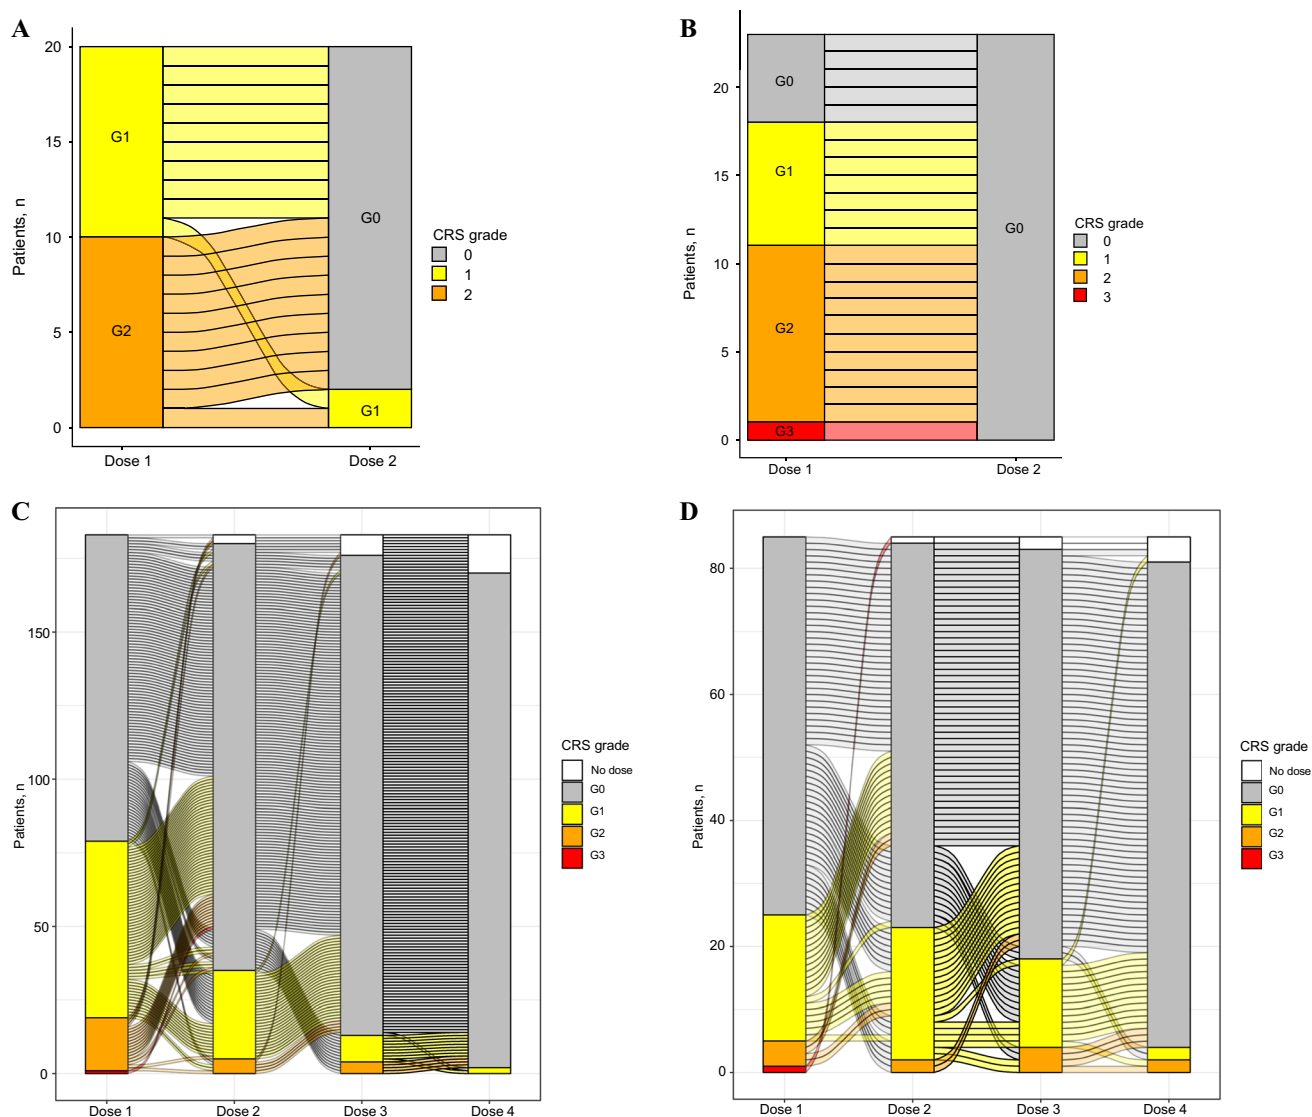 A
Patients, n
20
15
10
5
0
G1
G2
G0
G1
Dose 1
Dose 2
CRS grade
0
1
2
B
Patients, n
20
15
10
5
0
G0
G1
G2
G3
G0
Dose 1
Dose 2
CRS grade
0
1
2
3
C
Patients, n
150
100
50
0
Dose 1
Dose 2
Dose 3
Dose 4
CRS grade
No dose
G0
G1
G2
G3
D
Patients, n
80
60
40
20
0
Dose 1
Dose 2
Dose 3
Dose 4
CRS grade
No dose
G0
G1
G2
G3